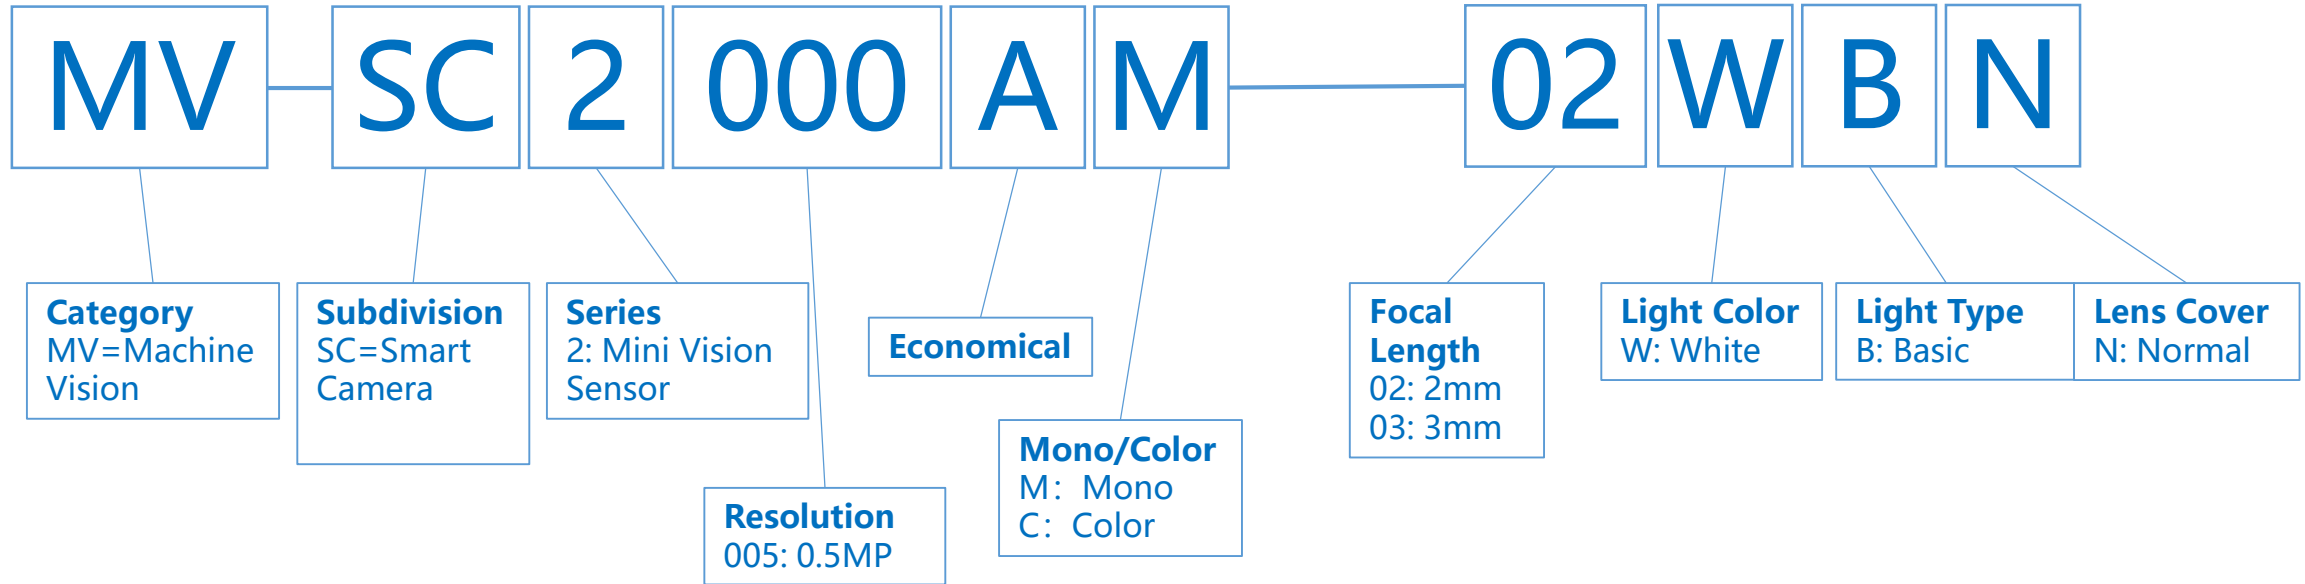 MV SC 2 000 A M 02 W B N
Category
MV=Machine
Vision
Subdivision
SC=Smart
Camera
Series
2: Mini Vision
Sensor
Resolution
005: 0.5MP
Economical
Mono/Color
M: Mono
C: Color
Focal
Length
02: 2mm
03: 3mm
Light Color
W: White
Light Type
B: Basic
Lens Cover
N: Normal